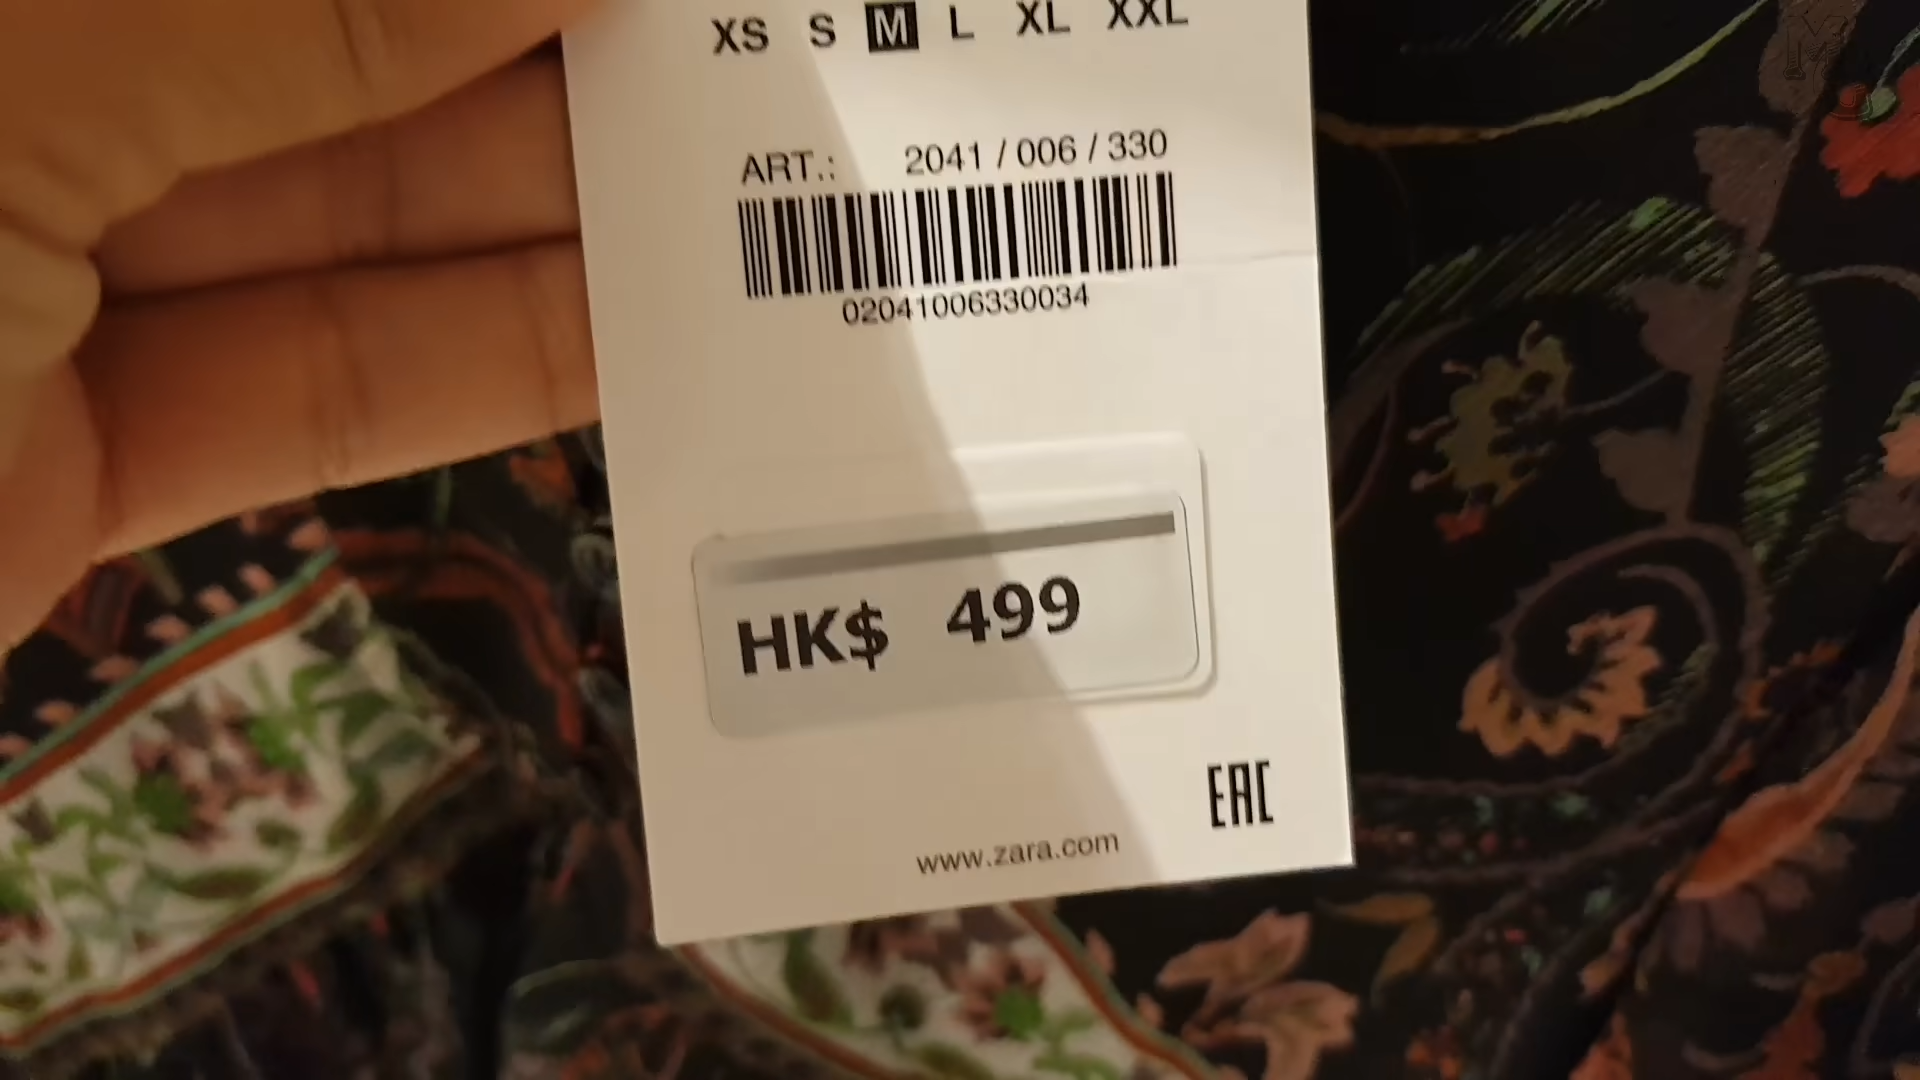 XS S M L XL XXL
ART.: 2041 / 006 / 330
02041006330034
HK$ 499
EAC
www.zara.com